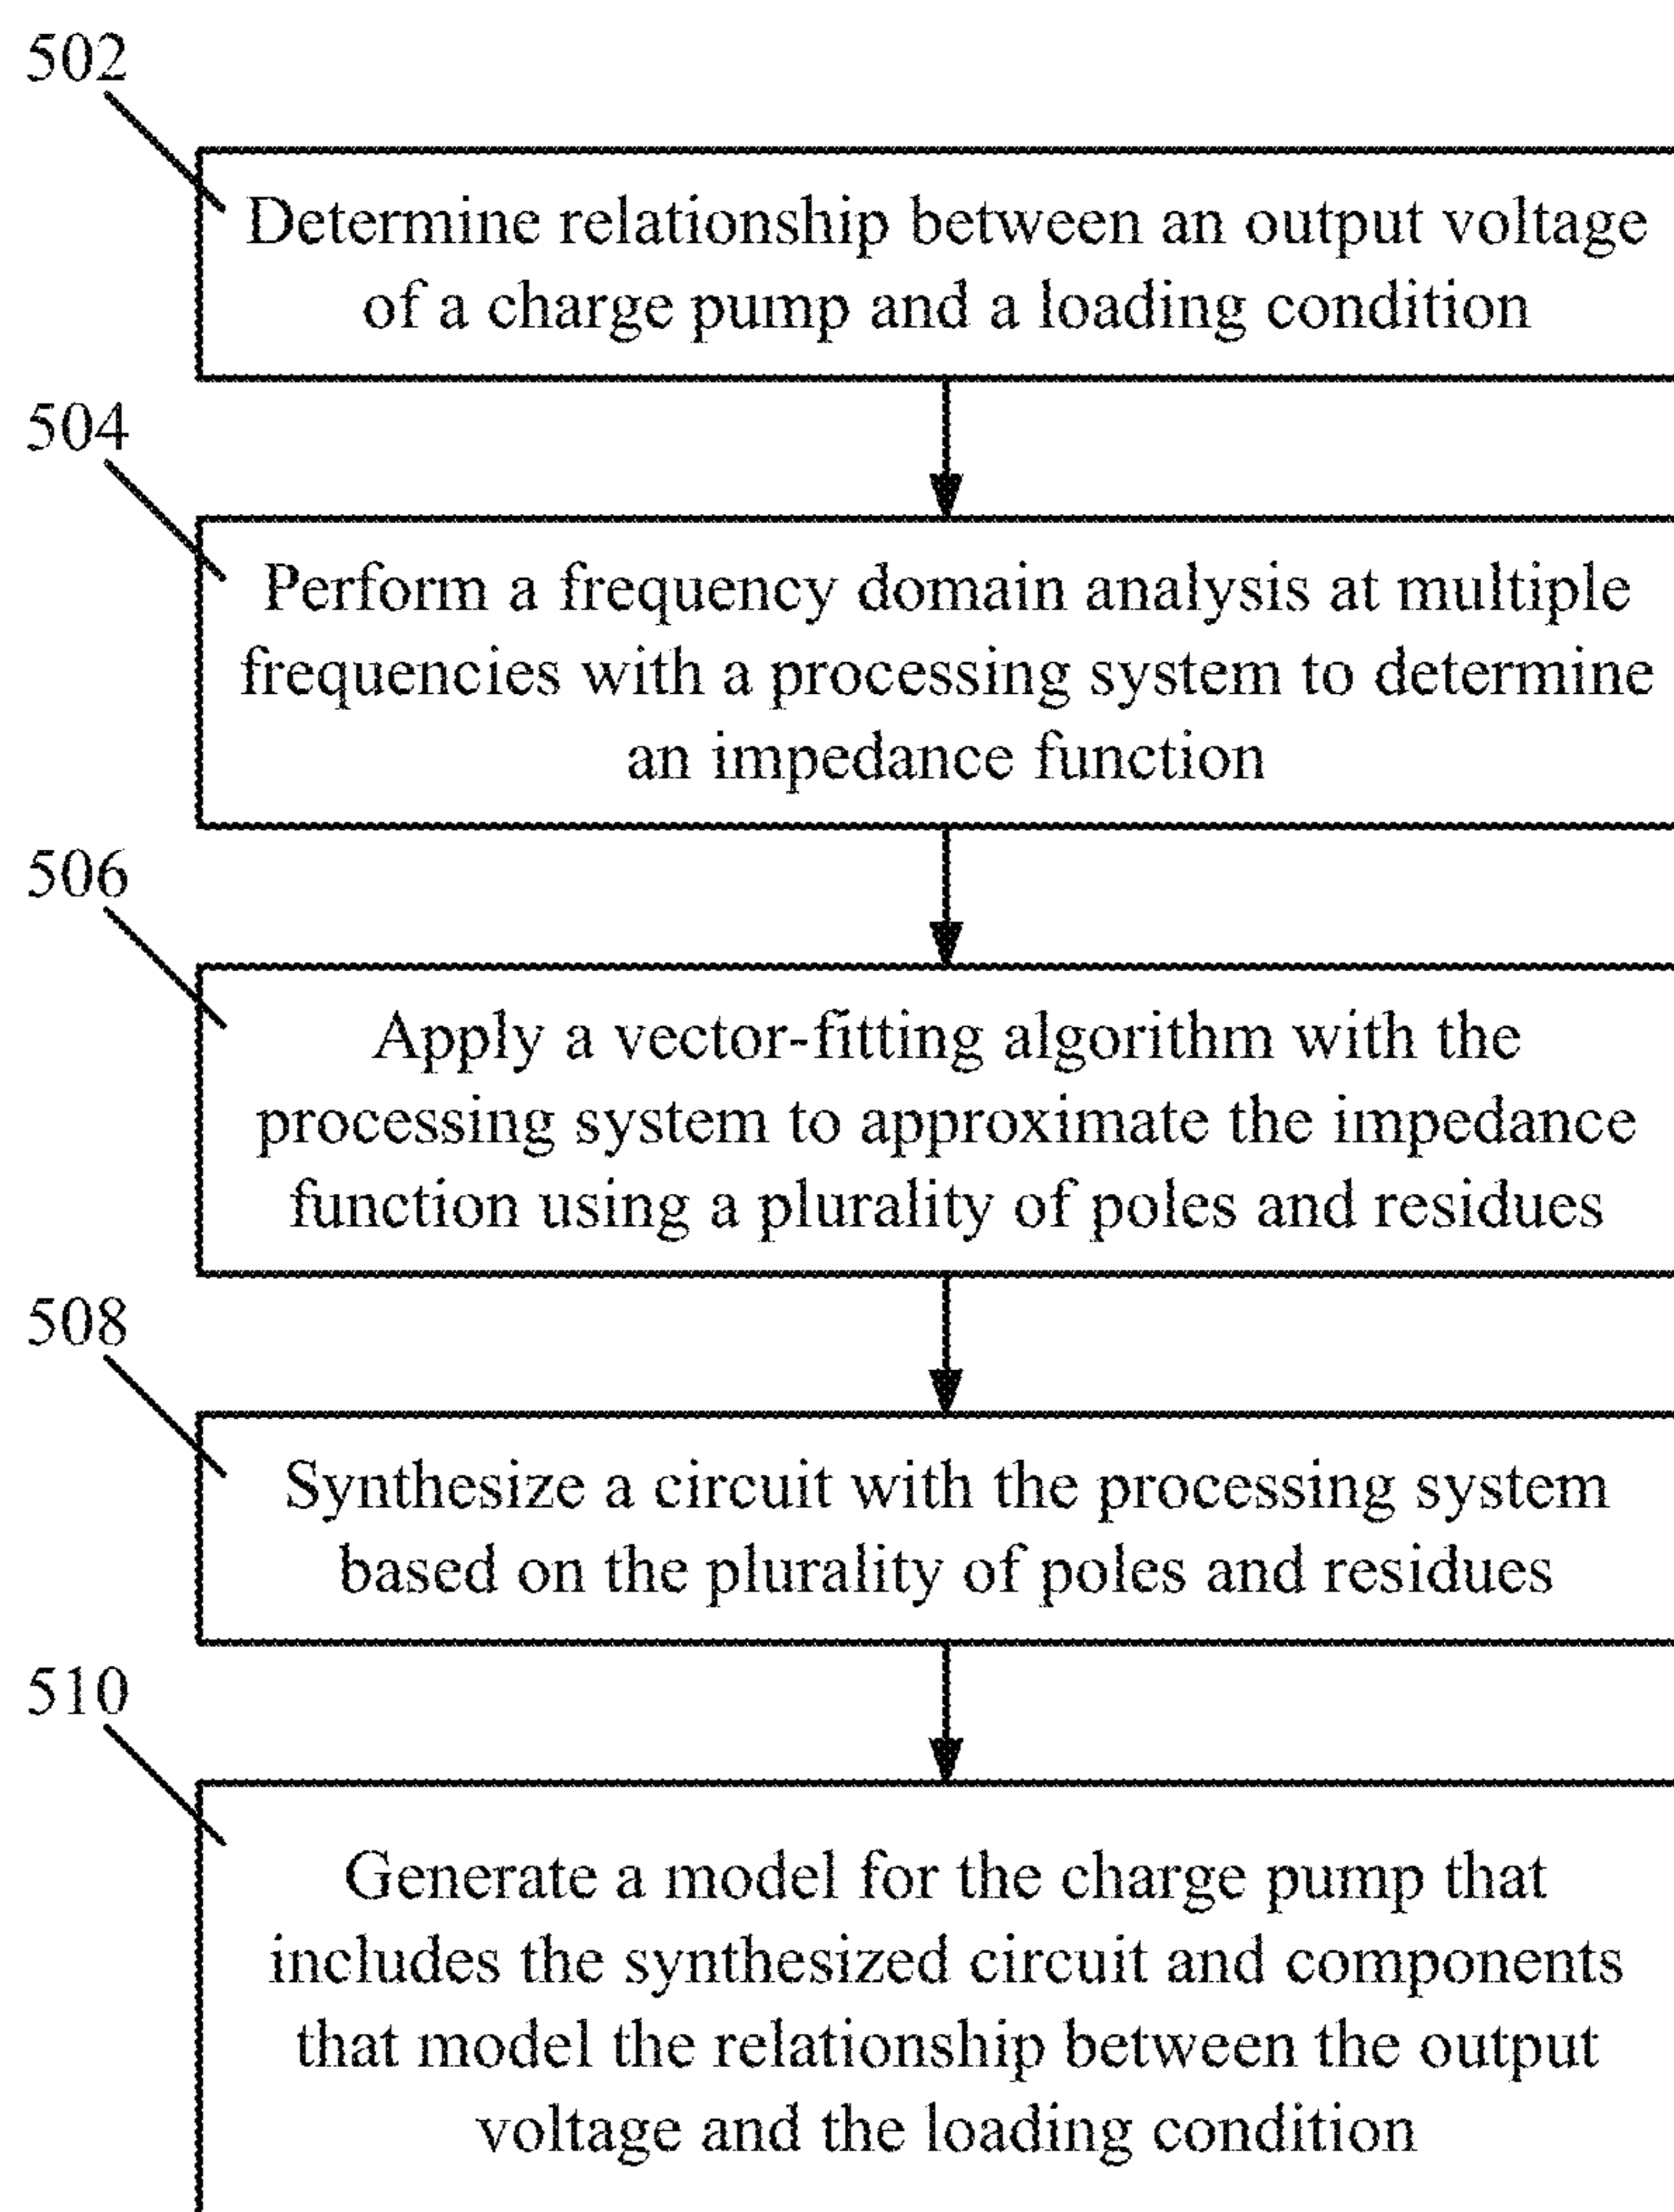 502
Determine relationship between an output voltage
of a charge pump and a loading condition
504
Perform a frequency domain analysis at multiple
frequencies with a processing system to determine
an impedance function
506
Apply a vector-fitting algorithm with the
processing system to approximate the impedance
function using a plurality of poles and residues
508
Synthesize a circuit with the processing system
based on the plurality of poles and residues
510
Generate a model for the charge pump that
includes the synthesized circuit and components
that model the relationship between the output
voltage and the loading condition